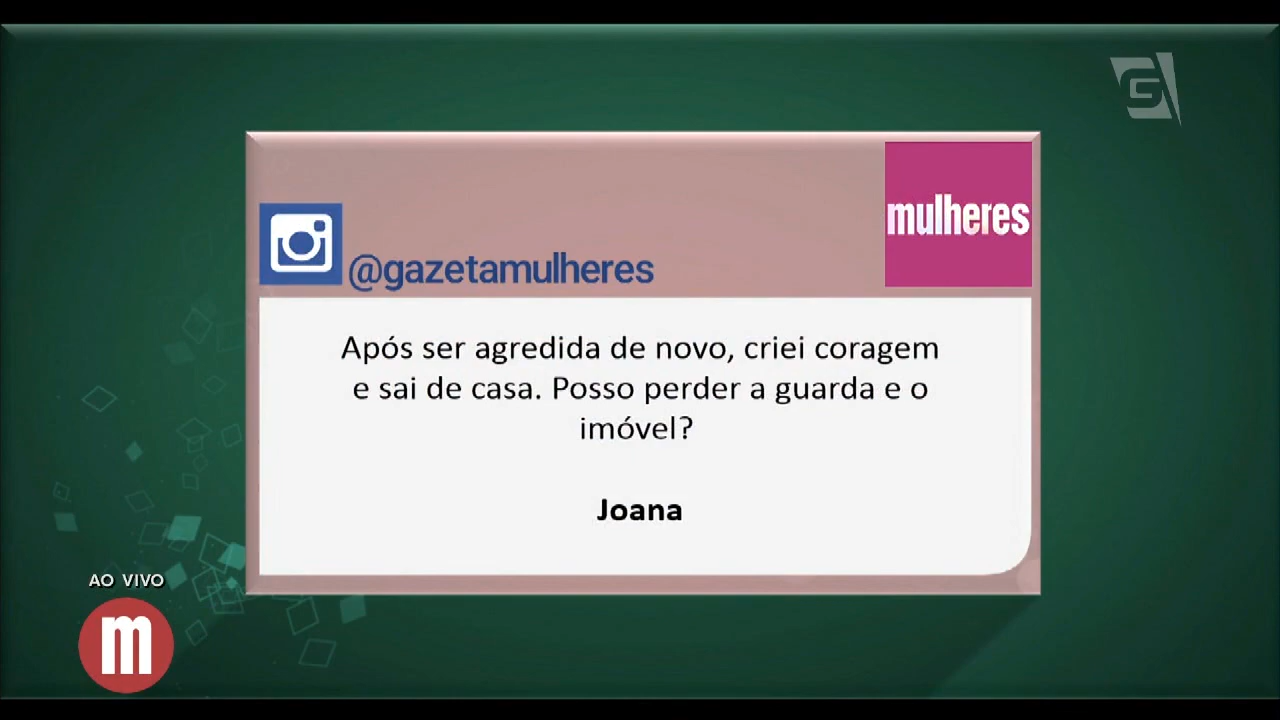 mulheres
@gazetamulheres
Após ser agredida de novo, criei coragem
e sai de casa. Posso perder a guarda e o
imóvel?
Joana
AO VIVO
m
G